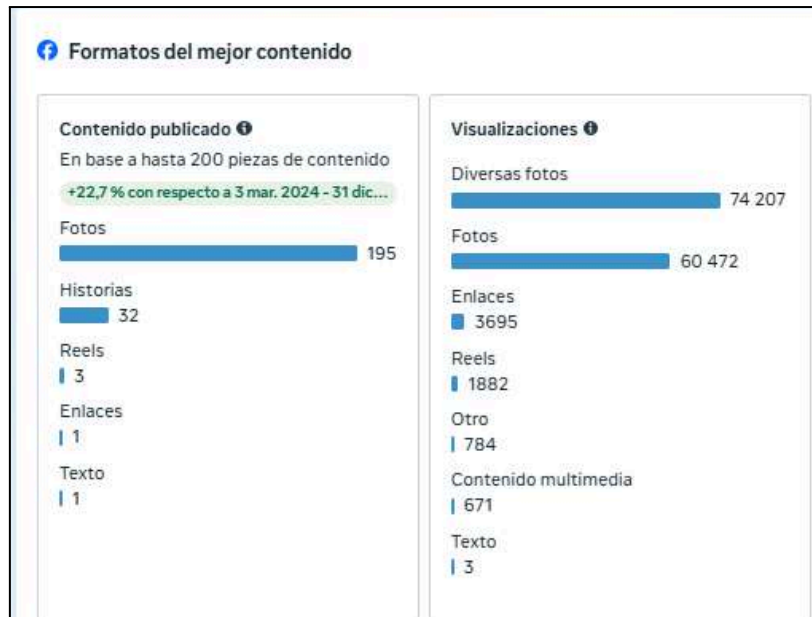 Formatos del mejor contenido
Contenido publicado
En base a hasta 200 piezas de contenido
+22,7 % con respecto a 3 mar. 2024 - 31 dic...
Fotos
195
Historias
32
Reels
3
Enlaces
1
Texto
1
Visualizaciones
Diversas fotos
74 207
Fotos
60 472
Enlaces
3695
Reels
1882
Otro
784
Contenido multimedia
671
Texto
3